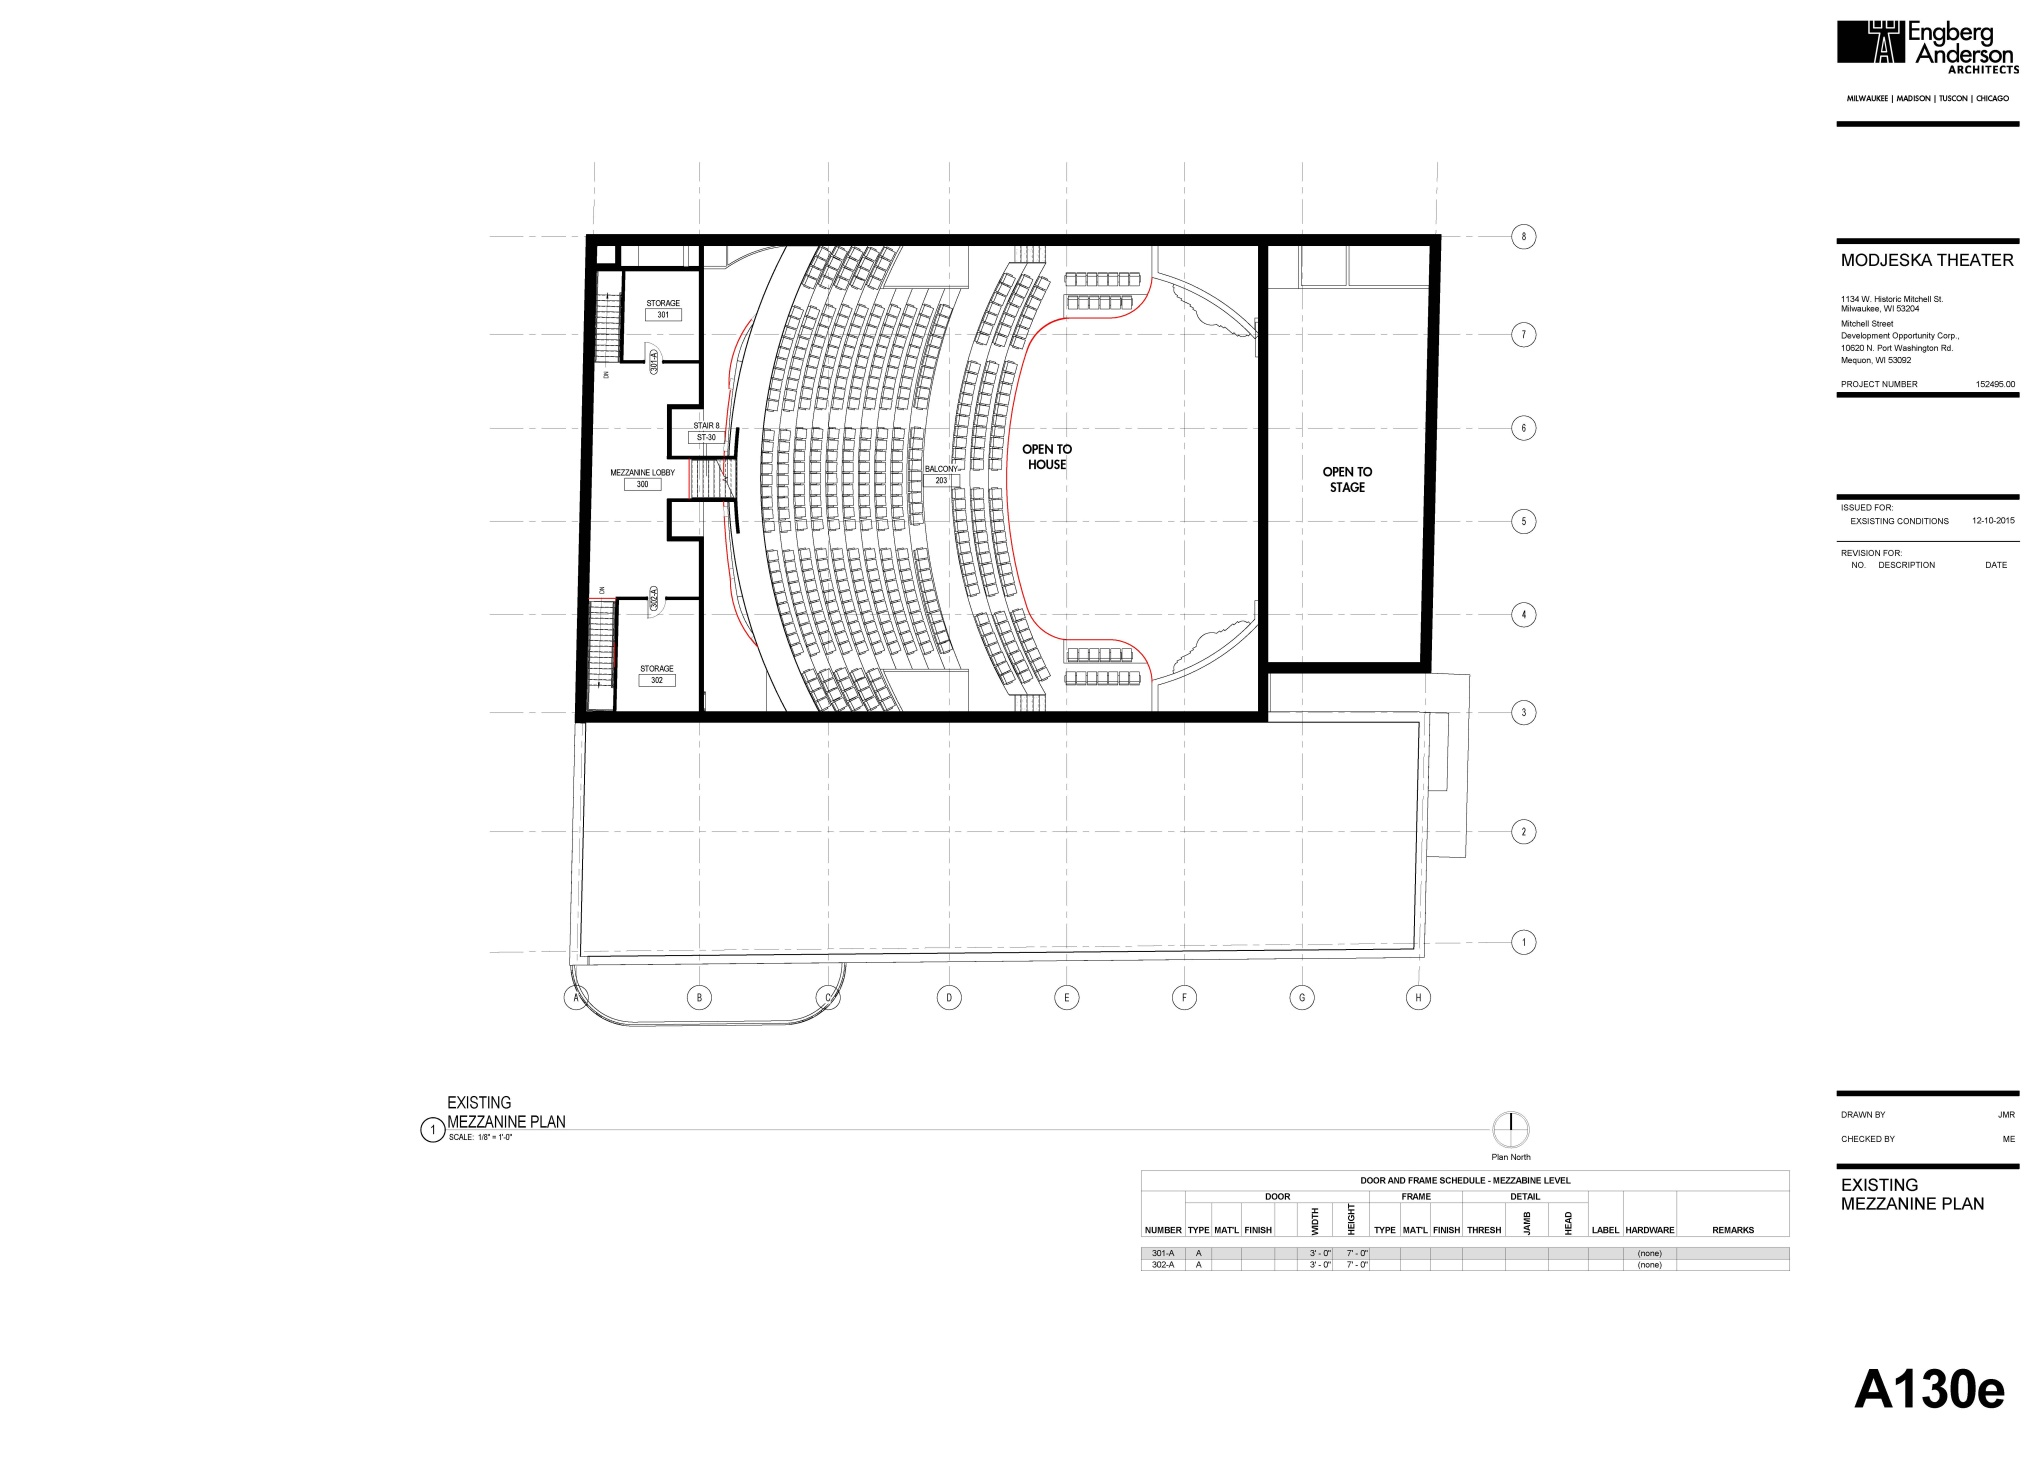 Engberg
Anderson
ARCHITECTS
MILWAUKEE | MADISON | TUSCON | CHICAGO
MODJESKA THEATER
1134 W. Historic Mitchell St.
Milwaukee, WI 53204
Mitchell Street
Development Opportunity Corp.,
10620 N. Port Washington Rd.
Mequon, WI 53092
PROJECT NUMBER 152495.00
ISSUED FOR:
EXSISTING CONDITIONS 12-10-2015
REVISION FOR:
NO. DESCRIPTION DATE
8
7
6
5
4
3
2
1
STORAGE
301
301-A
DN
STAIR 8
ST-30
MEZZANINE LOBBY
300
BALCONY
203
OPEN TO
HOUSE
OPEN TO
STAGE
DN
302-A
STORAGE
302
A B C D E F G H
EXISTING
MEZZANINE PLAN
1
SCALE: 1/8" = 1'-0"
Plan North
DOOR AND FRAME SCHEDULE - MEZZABINE LEVEL
DOOR FRAME DETAIL
NUMBER TYPE MAT'L FINISH WIDTH HEIGHT TYPE MAT'L FINISH THRESH JAMB HEAD LABEL HARDWARE REMARKS
301-A A 3' - 0" 7' - 0" (none)
302-A A 3' - 0" 7' - 0" (none)
DRAWN BY JMR
CHECKED BY ME
EXISTING
MEZZANINE PLAN
A130e